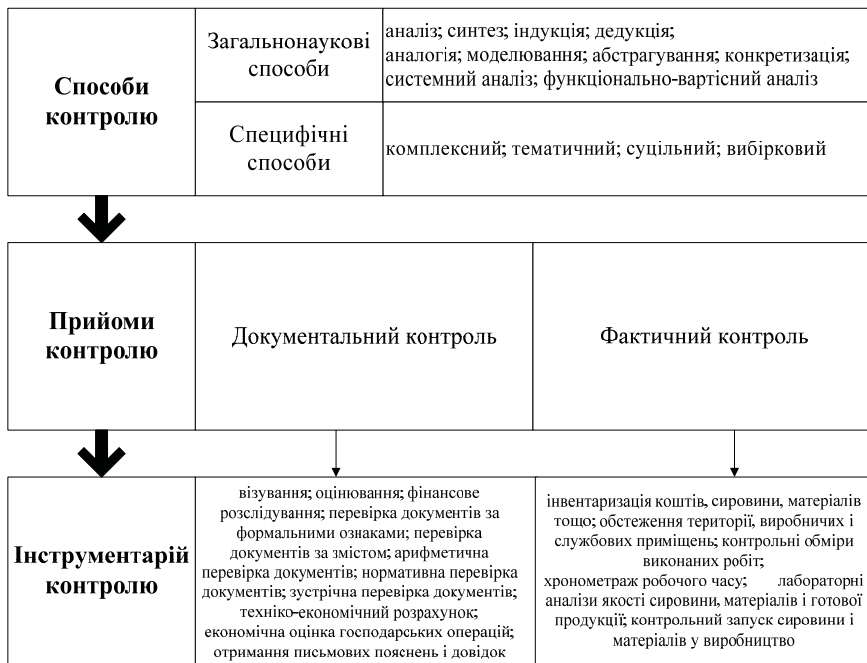 Способи
контролю
Загальнонаукові
способи
аналіз; синтез; індукція; дедукція;
аналогія; моделювання; абстрагування; конкретизація;
системний аналіз; функціонально-вартісний аналіз
Специфічні
способи
комплексний; тематичний; суцільний; вибірковий
Прийоми
контролю
Документальний контроль
Фактичний контроль
Інструментарій
контролю
візування; оцінювання; фінансове
розслідування; перевірка документів за
формальними ознаками; перевірка
документів за змістом; арифметична
перевірка документів; нормативна перевірка
документів; зустрічна перевірка документів;
техніко-економічний розрахунок;
економічна оцінка господарських операцій;
отримання письмових пояснень і довідок
інвентаризація коштів, сировини, матеріалів
тощо; обстеження території, виробничих і
службових приміщень; контрольні обміри
виконаних робіт;
хронометраж робочого часу; лабораторні
аналізи якості сировини, матеріалів і готової
продукції; контрольний запуск сировини і
матеріалів у виробництво